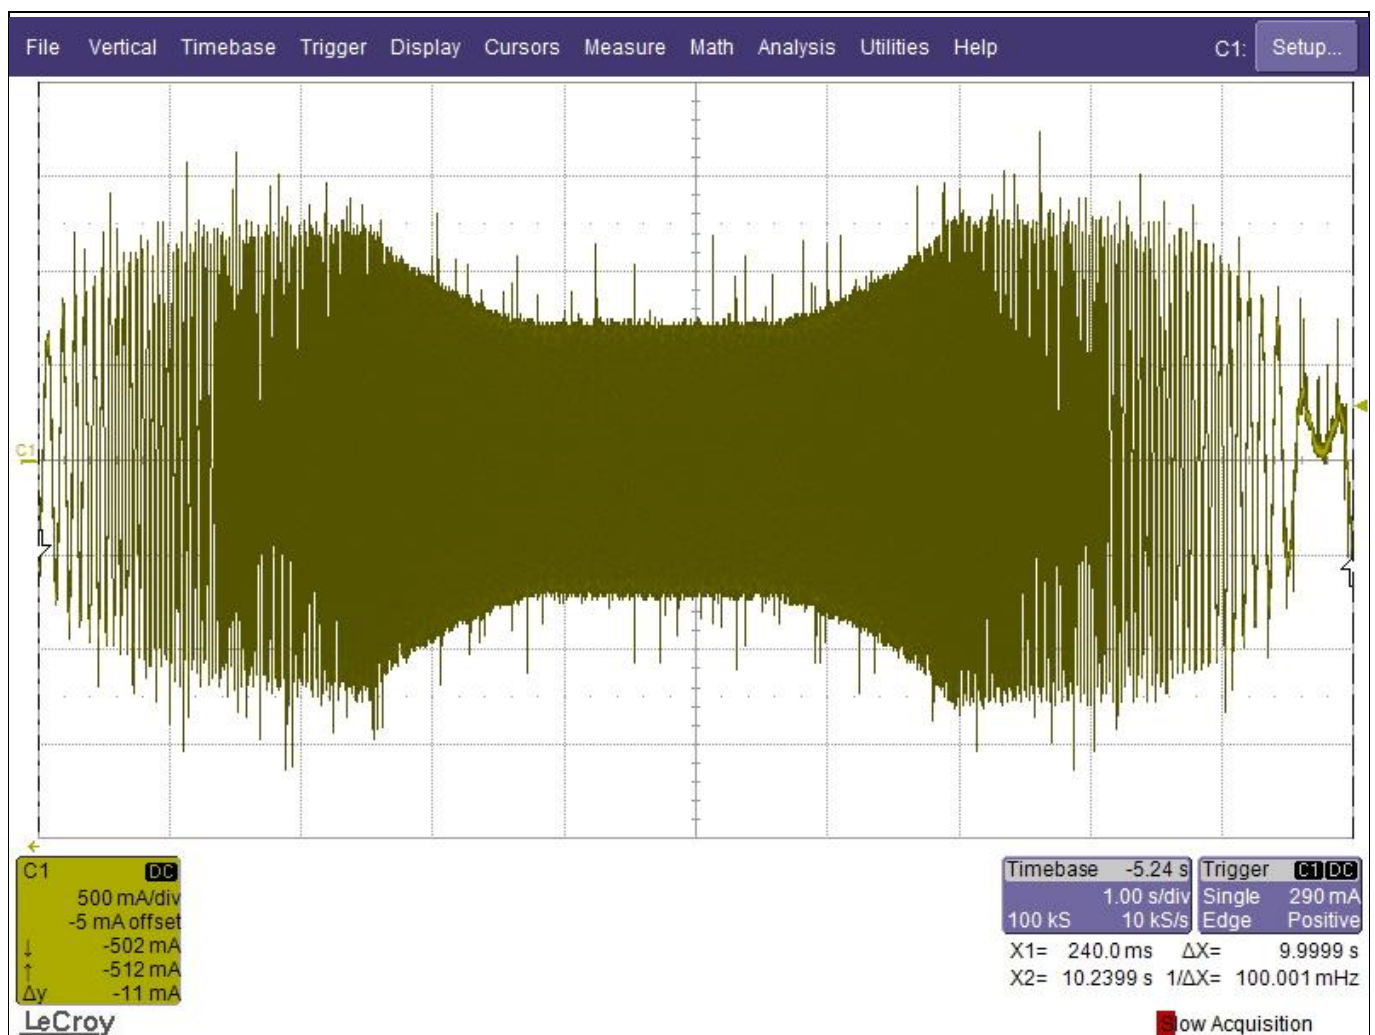 File Vertical Timebase Trigger Display Cursors Measure Math Analysis Utilities Help C1: Setup...
C1
C1 DC
500 mA/div
-5 mA offset
↓ -502 mA
↑ -512 mA
Δy -11 mA
LeCroy
Timebase -5.24 s
1.00 s/div
100 kS 10 kS/s
Trigger C1 DC
Single 290 mA
Edge Positive
X1= 240.0 ms ΔX= 9.9999 s
X2= 10.2399 s 1/ΔX= 100.001 mHz
Slow Acquisition